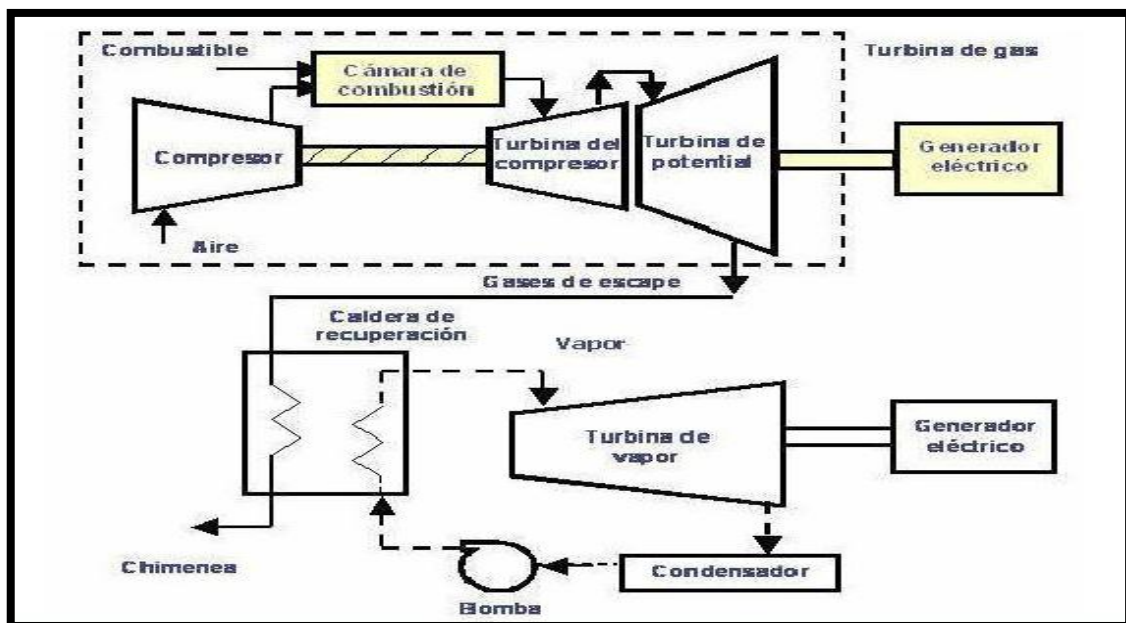 Combustible
Cámara de
combustión
Turbina de gas
Compresor
Turbina del
compresor
Turbina de
potential
Generador
eléctrico
Aire
Gases de escape
Caldera de
recuperación
Vapor
Turbina de
vapor
Generador
eléctrico
Chimenea
Bomba
Condensador